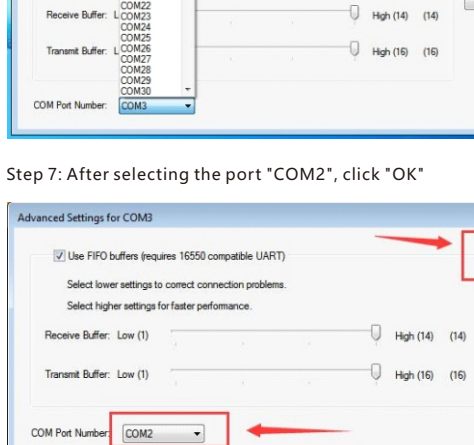 COM22
Receive Buffer: L
COM23
High (14) (14)
COM24
COM25
Transmit Buffer: L
COM26
High (16) (16)
COM27
COM28
COM29
COM30
COM Port Number: COM3
Step 7: After selecting the port "COM2", click "OK"
Advanced Settings for COM3
Use FIFO buffers (requires 16550 compatible UART)
Select lower settings to correct connection problems.
Select higher settings for faster performance.
Receive Buffer: Low (1) High (14) (14)
Transmit Buffer: Low (1) High (16) (16)
COM Port Number: COM2